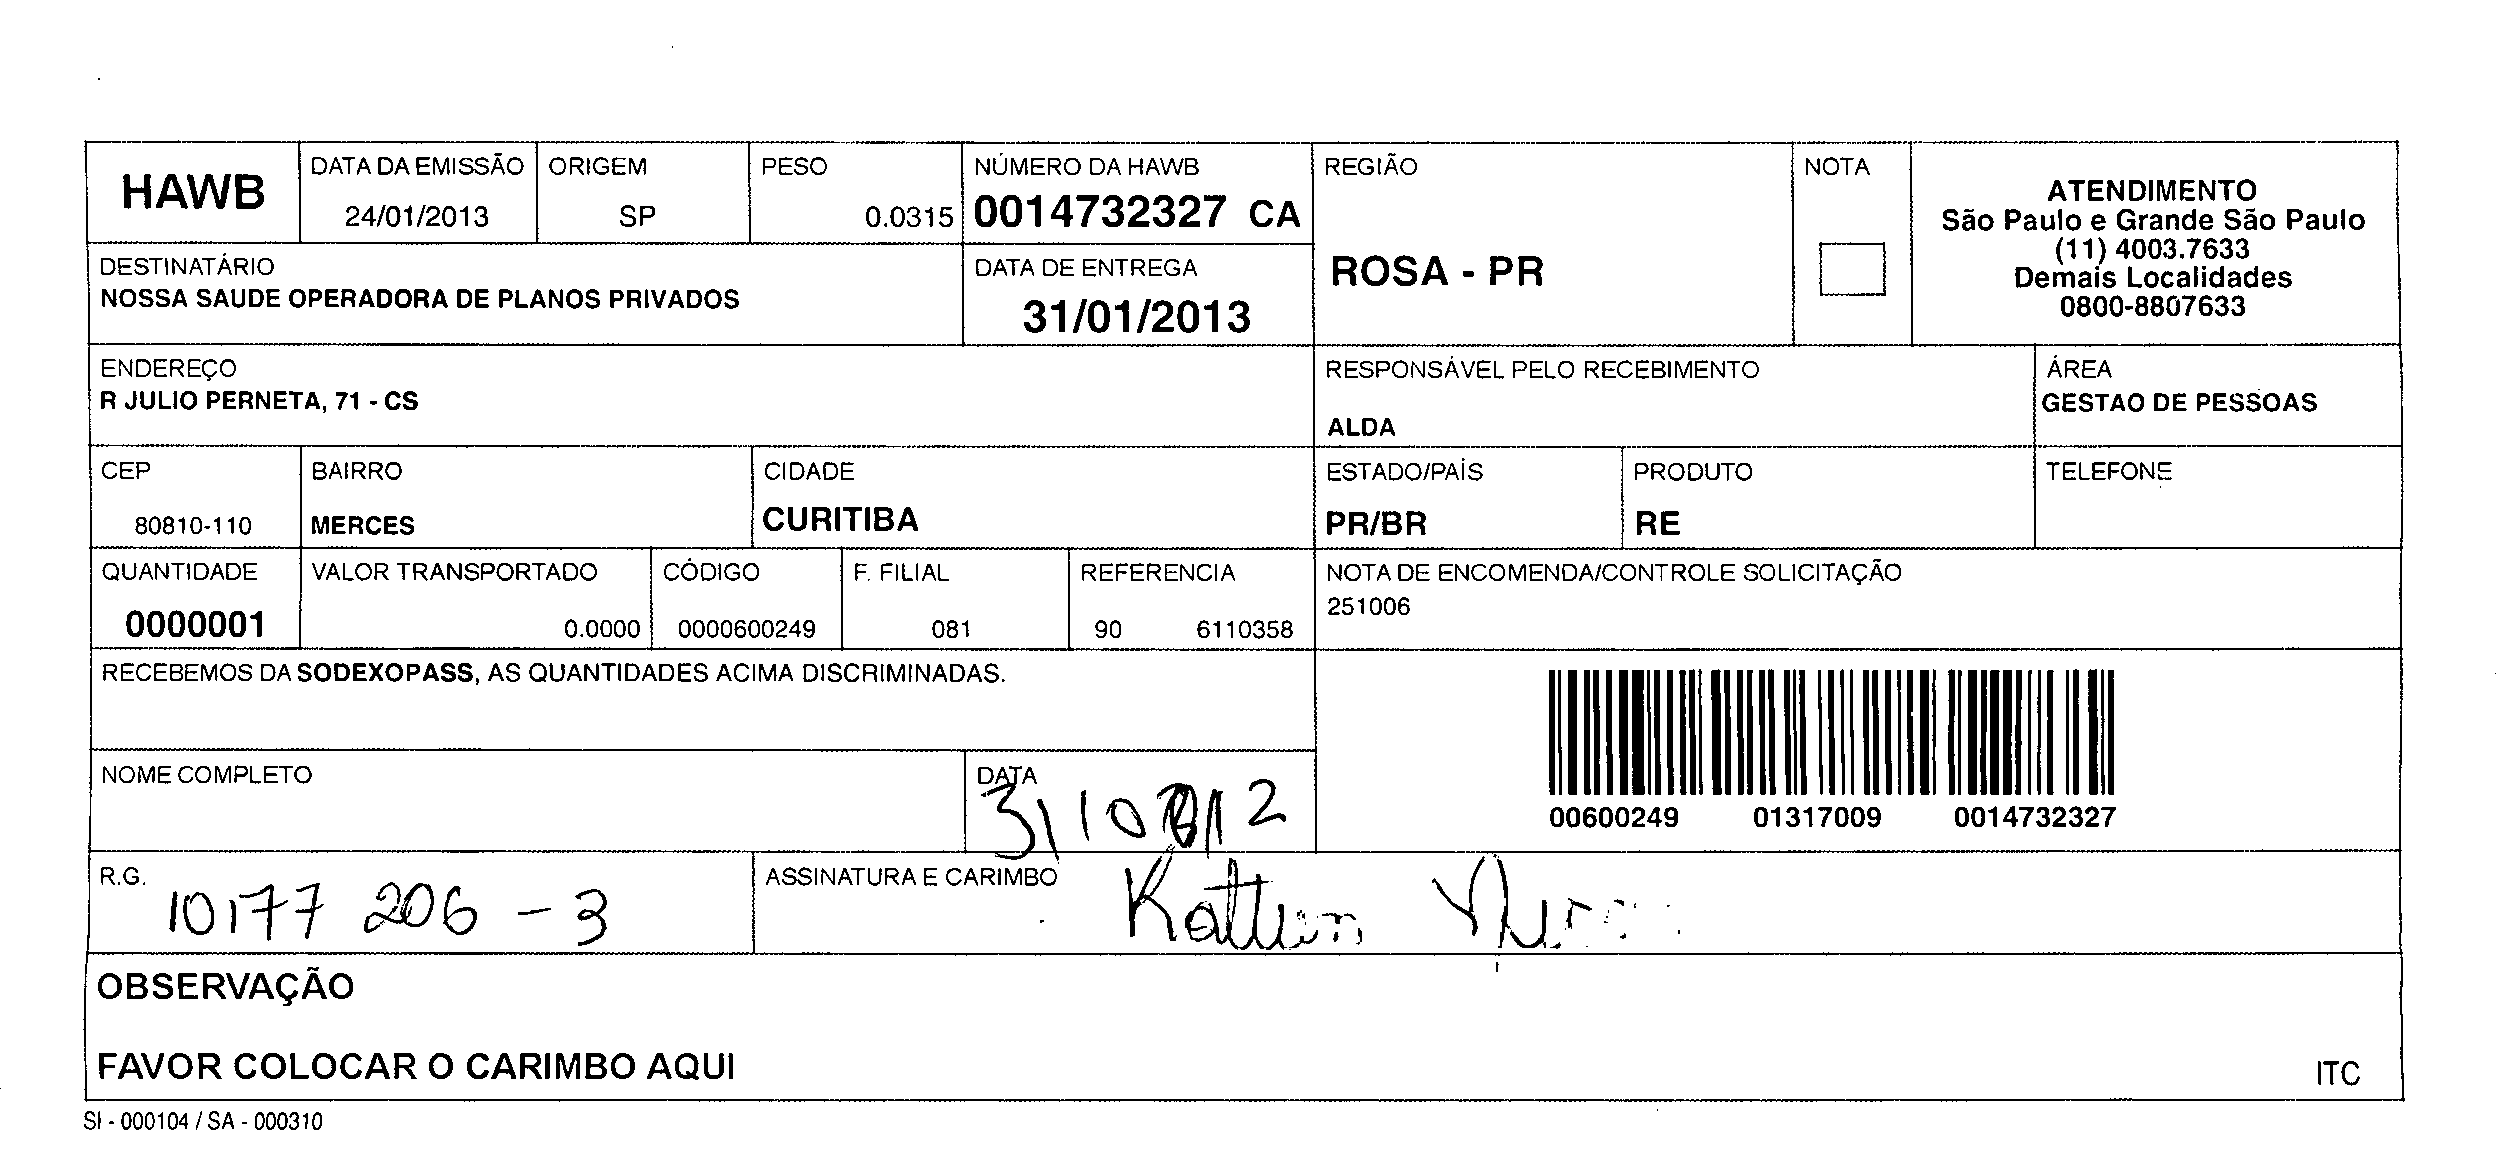 HAWB
DATA DA EMISSÃO
24/01/2013
ORIGEM
SP
PESO
0.0315
NÚMERO DA HAWB
0014732327 CA
REGIÃO
ROSA - PR
NOTA
ATENDIMENTO
São Paulo e Grande São Paulo
(11) 4003.7633
Demais Localidades
0800-8807633
DESTINATÁRIO
NOSSA SAUDE OPERADORA DE PLANOS PRIVADOS
DATA DE ENTREGA
31/01/2013
ENDEREÇO
R JULIO PERNETA, 71 - CS
RESPONSÁVEL PELO RECEBIMENTO
ALDA
ÁREA
GESTAO DE PESSOAS
CEP
80810-110
BAIRRO
MERCES
CIDADE
CURITIBA
ESTADO/PAÍS
PR/BR
PRODUTO
RE
TELEFONE
QUANTIDADE
0000001
VALOR TRANSPORTADO
0.0000
CÓDIGO
0000600249
F. FILIAL
081
REFERENCIA
90 6110358
NOTA DE ENCOMENDA/CONTROLE SOLICITAÇÃO
251006
RECEBEMOS DA SODEXOPASS, AS QUANTIDADES ACIMA DISCRIMINADAS.
00600249 01317009 0014732327
NOME COMPLETO
DATA
R.G.
10177 206 - 3
ASSINATURA E CARIMBO
OBSERVAÇÃO
FAVOR COLOCAR O CARIMBO AQUI
ITC
SI - 000104 / SA - 000310